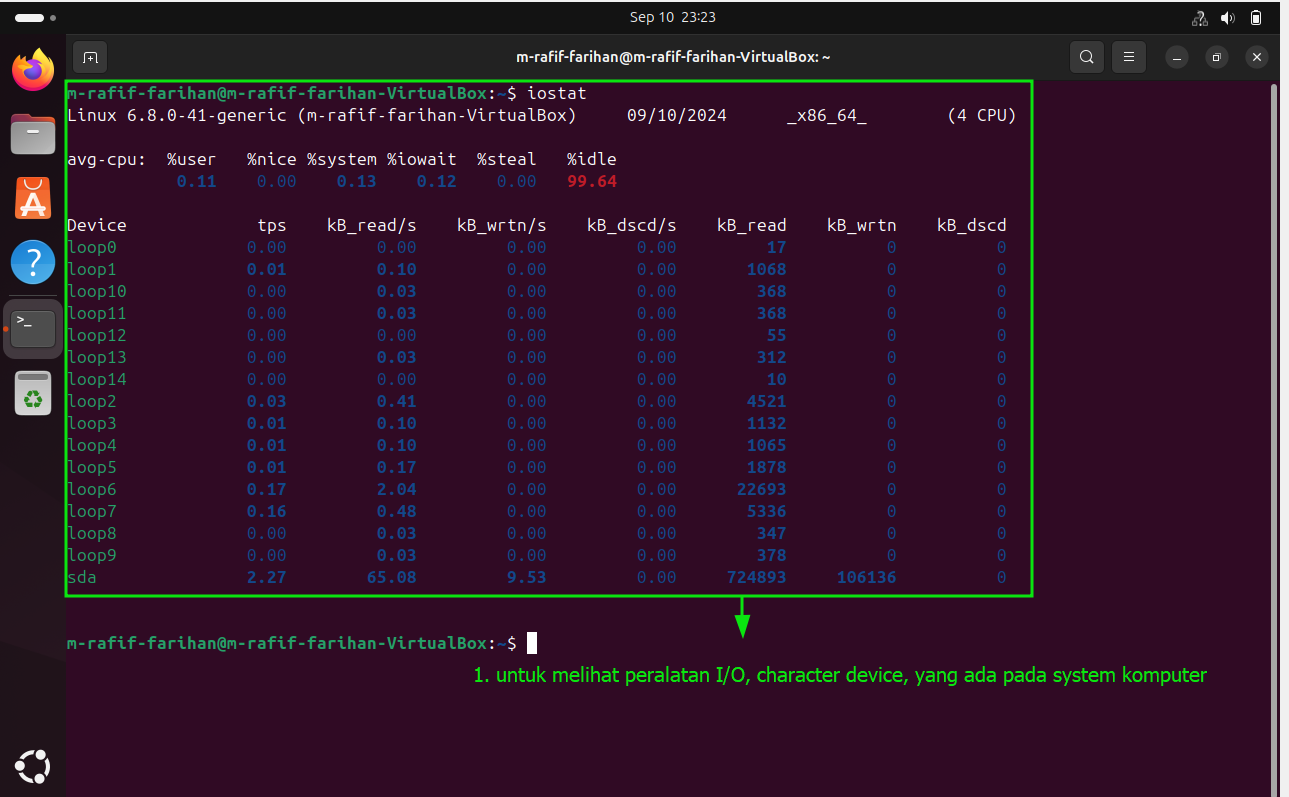 Sep 10 23:23
m-rafif-farihan@m-rafif-farihan-VirtualBox: ~
m-rafif-farihan@m-rafif-farihan-VirtualBox:~$ iostat
Linux 6.8.0-41-generic (m-rafif-farihan-VirtualBox) 09/10/2024 _x86_64_ (4 CPU)
avg-cpu: %user %nice %system %iowait %steal %idle
0.11 0.00 0.13 0.12 0.00 99.64
Device tps kB_read/s kB_wrtn/s kB_dscd/s kB_read kB_wrtn kB_dscd
loop0 0.00 0.00 0.00 0.00 17 0 0
loop1 0.01 0.10 0.00 0.00 1068 0 0
loop10 0.00 0.03 0.00 0.00 368 0 0
loop11 0.00 0.03 0.00 0.00 368 0 0
loop12 0.00 0.00 0.00 0.00 55 0 0
loop13 0.00 0.03 0.00 0.00 312 0 0
loop14 0.00 0.00 0.00 0.00 10 0 0
loop2 0.03 0.41 0.00 0.00 4521 0 0
loop3 0.01 0.10 0.00 0.00 1132 0 0
loop4 0.01 0.10 0.00 0.00 1065 0 0
loop5 0.01 0.17 0.00 0.00 1878 0 0
loop6 0.17 2.04 0.00 0.00 22693 0 0
loop7 0.16 0.48 0.00 0.00 5336 0 0
loop8 0.00 0.03 0.00 0.00 347 0 0
loop9 0.00 0.03 0.00 0.00 378 0 0
sda 2.27 65.08 9.53 0.00 724893 106136 0
m-rafif-farihan@m-rafif-farihan-VirtualBox:~$
1. untuk melihat peralatan I/O, character device, yang ada pada system komputer